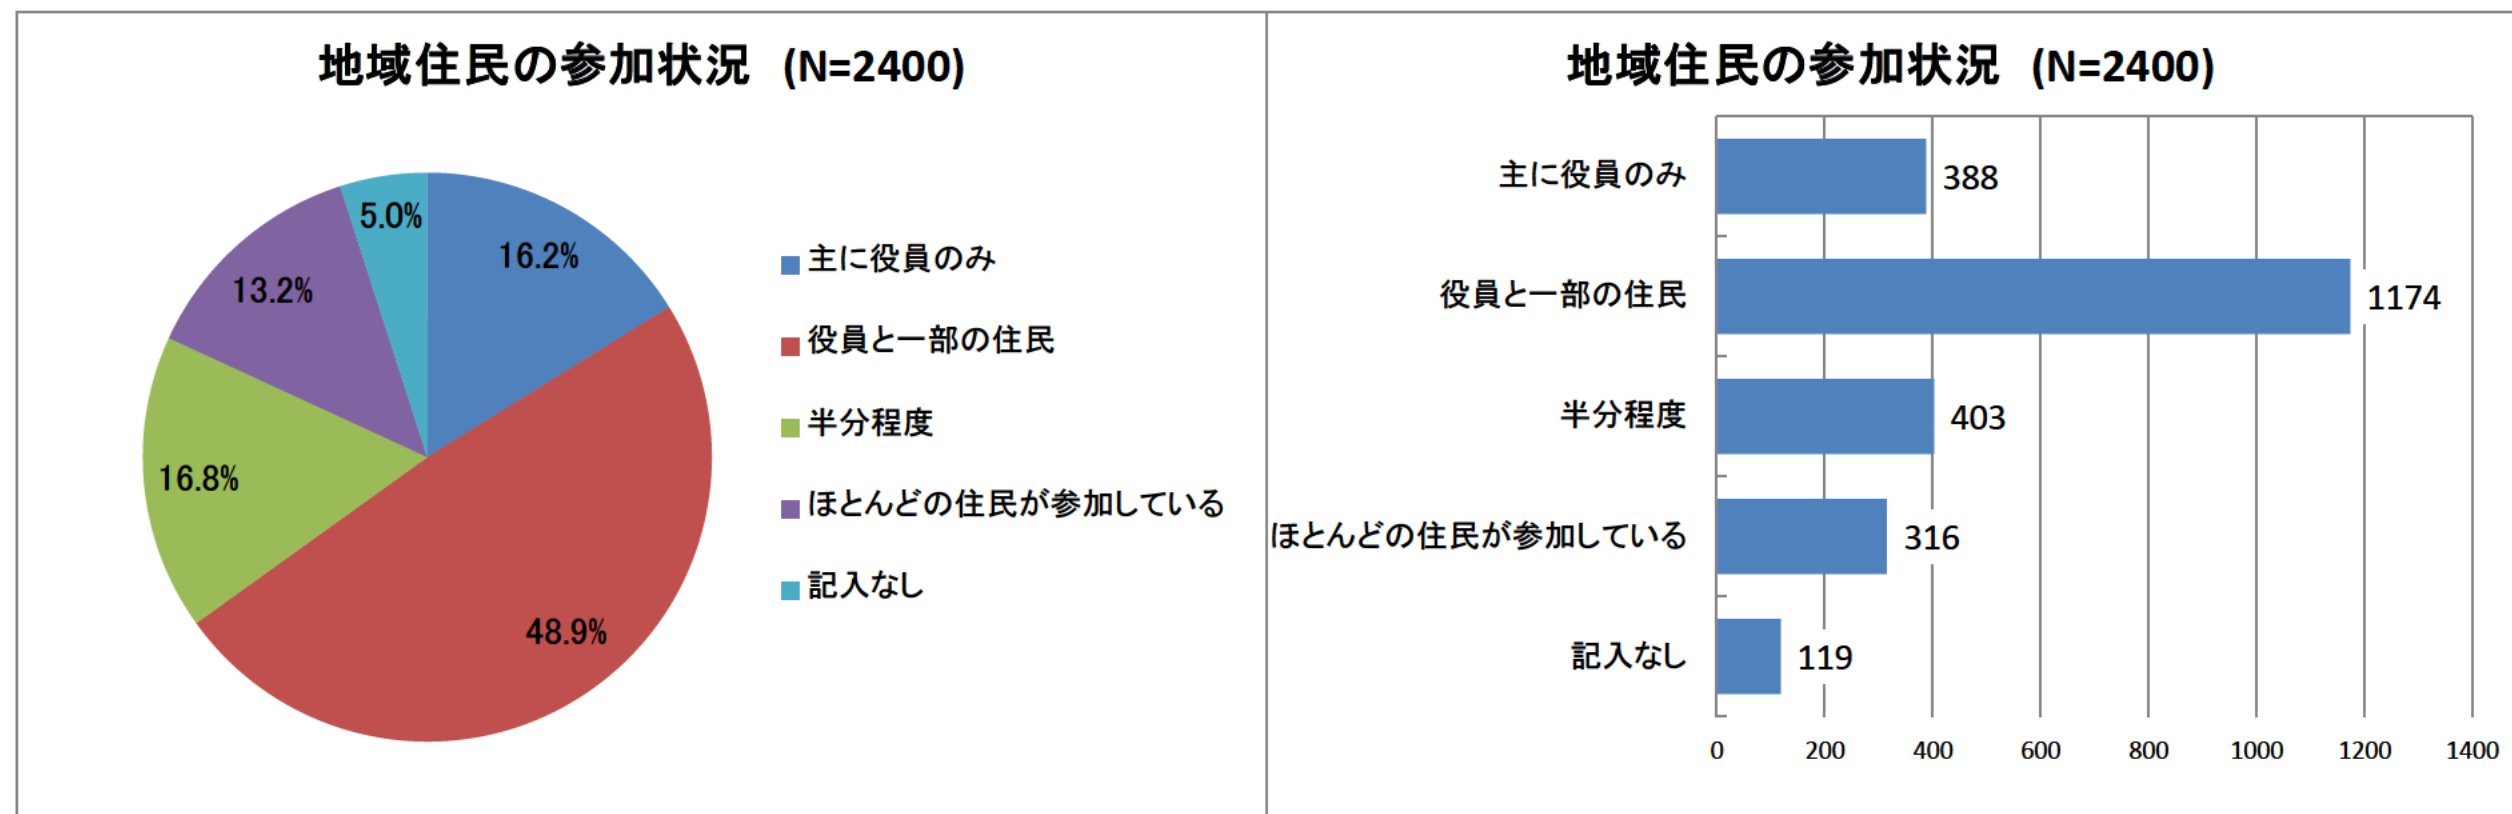 地域住民の参加状況 (N=2400)
16.2%
48.9%
16.8%
13.2%
5.0%
主に役員のみ
役員と一部の住民
半分程度
ほとんどの住民が参加している
記入なし
地域住民の参加状況 (N=2400)
主に役員のみ 388
役員と一部の住民 1174
半分程度 403
ほとんどの住民が参加している 316
記入なし 119
0 200 400 600 800 1000 1200 1400